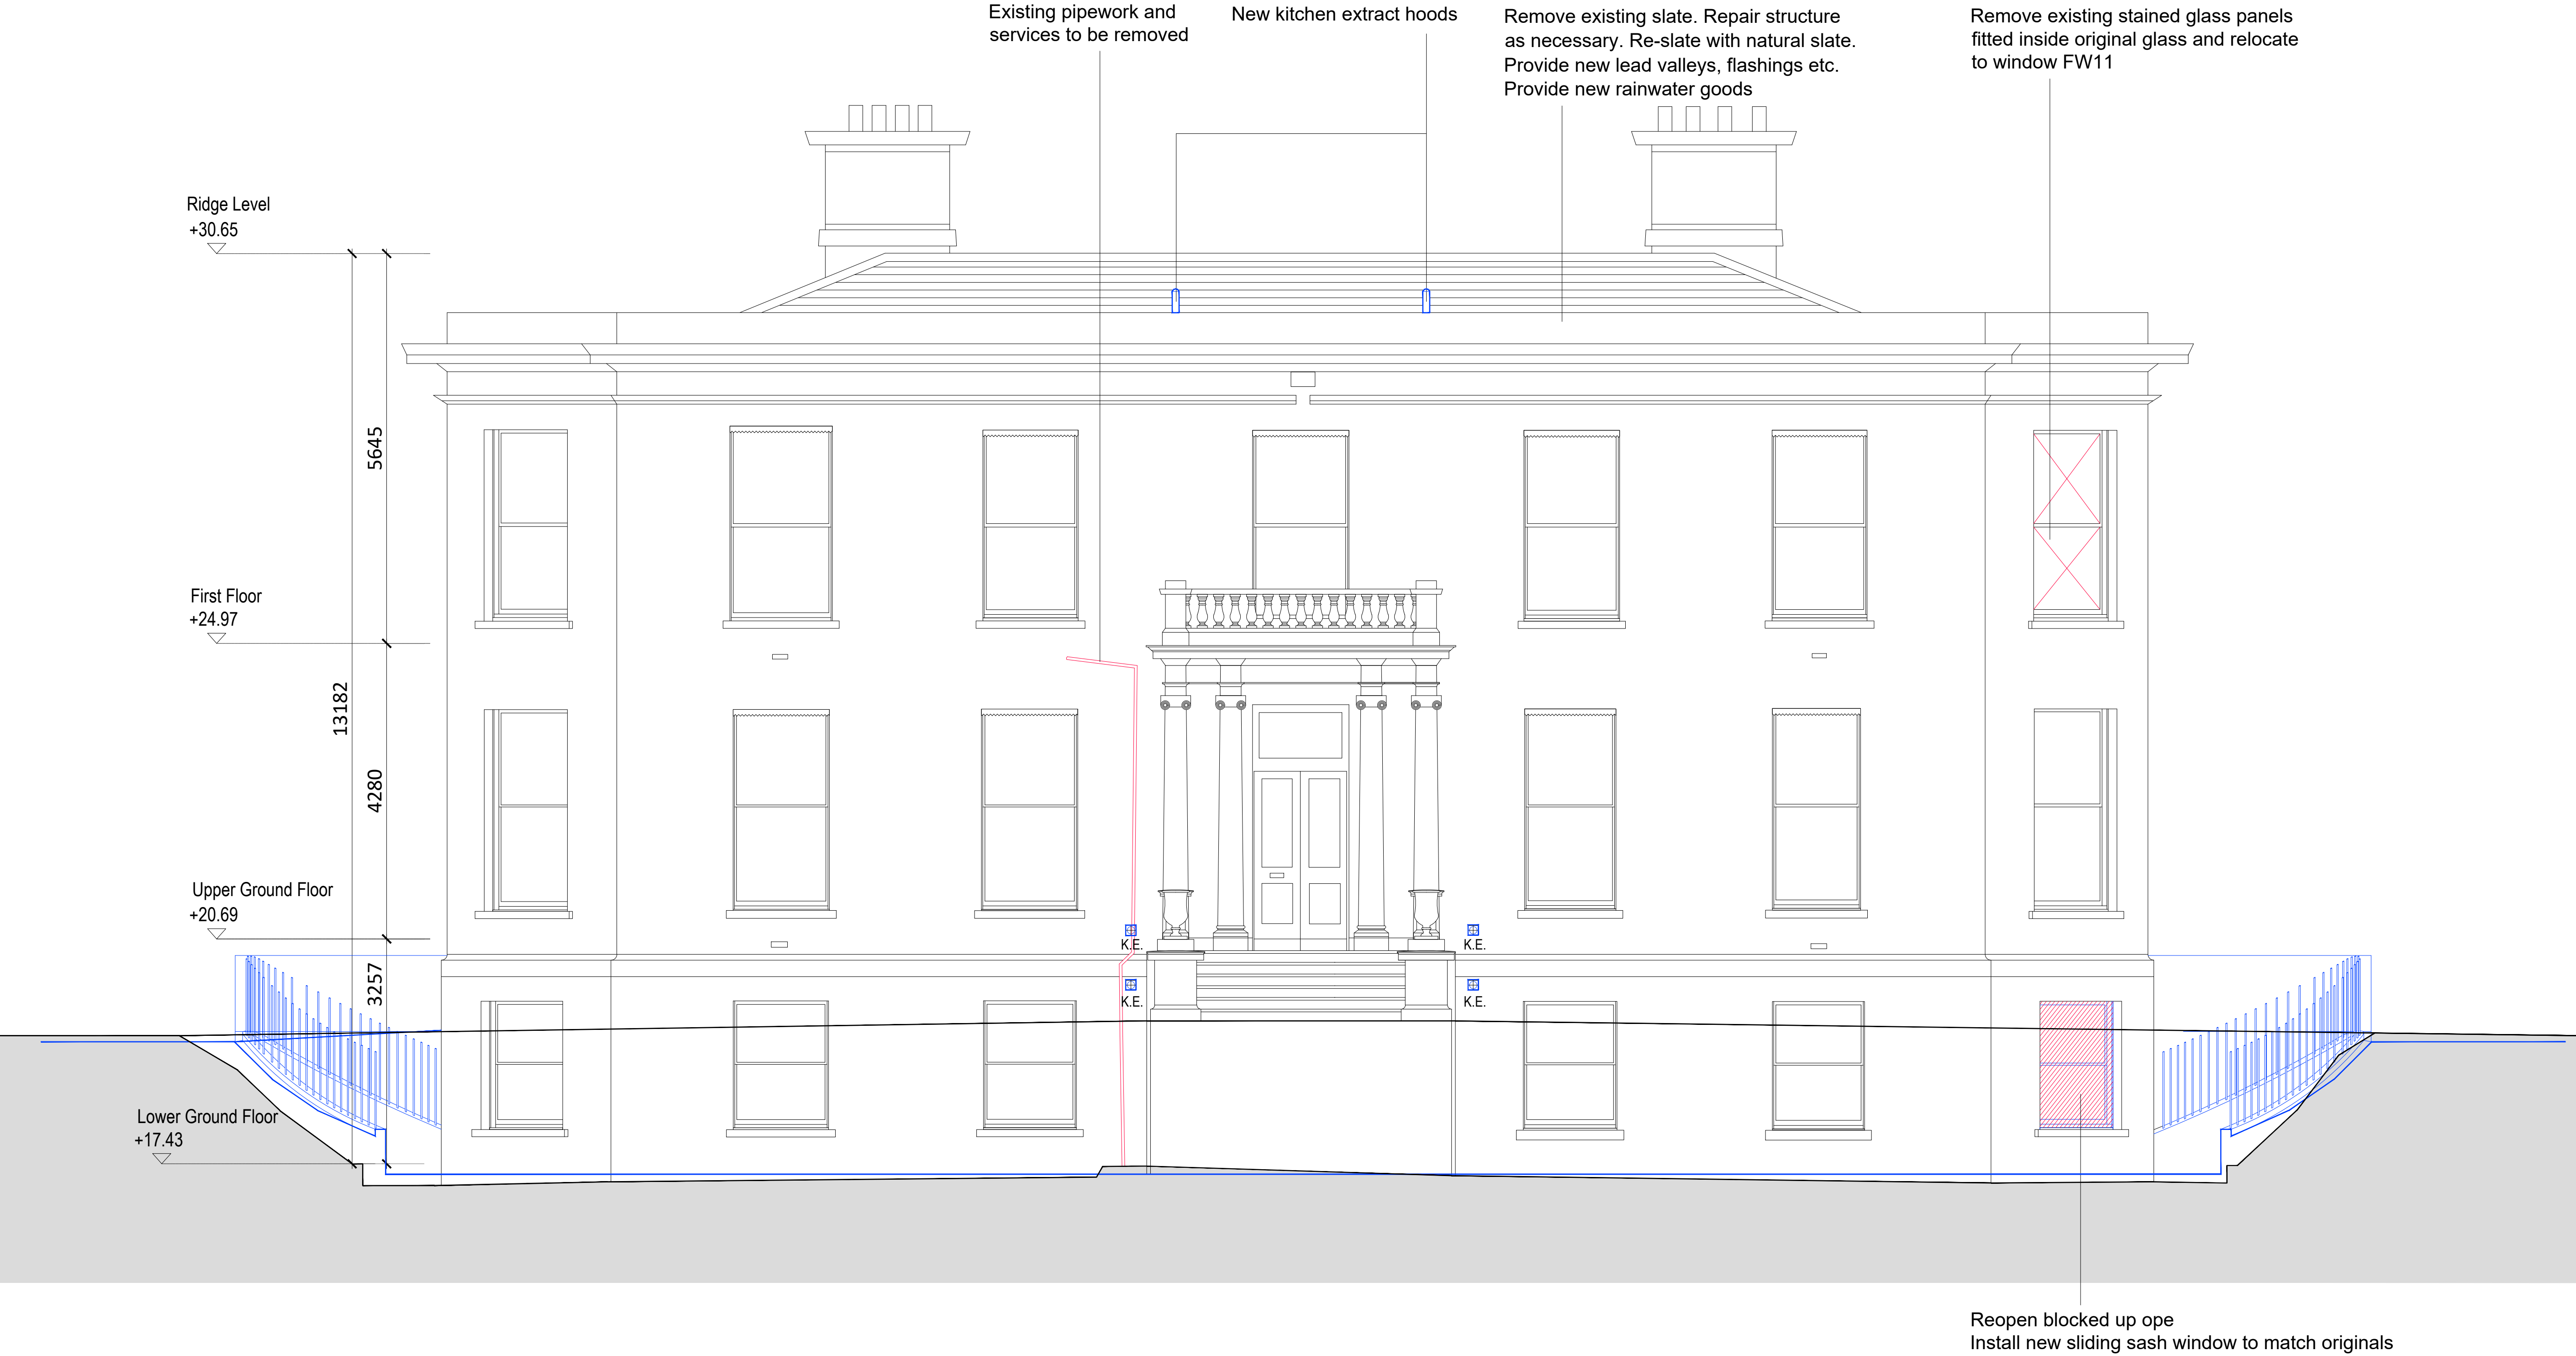 Existing pipework and
services to be removed
New kitchen extract hoods
Remove existing slate. Repair structure
as necessary. Re-slate with natural slate.
Provide new lead valleys, flashings etc.
Provide new rainwater goods
Remove existing stained glass panels
fitted inside original glass and relocate
to window FW11
Ridge Level
+30.65
5645
First Floor
+24.97
13182
4280
Upper Ground Floor
+20.69
K.E.
K.E.
3257
K.E.
K.E.
Lower Ground Floor
+17.43
Reopen blocked up ope
Install new sliding sash window to match originals